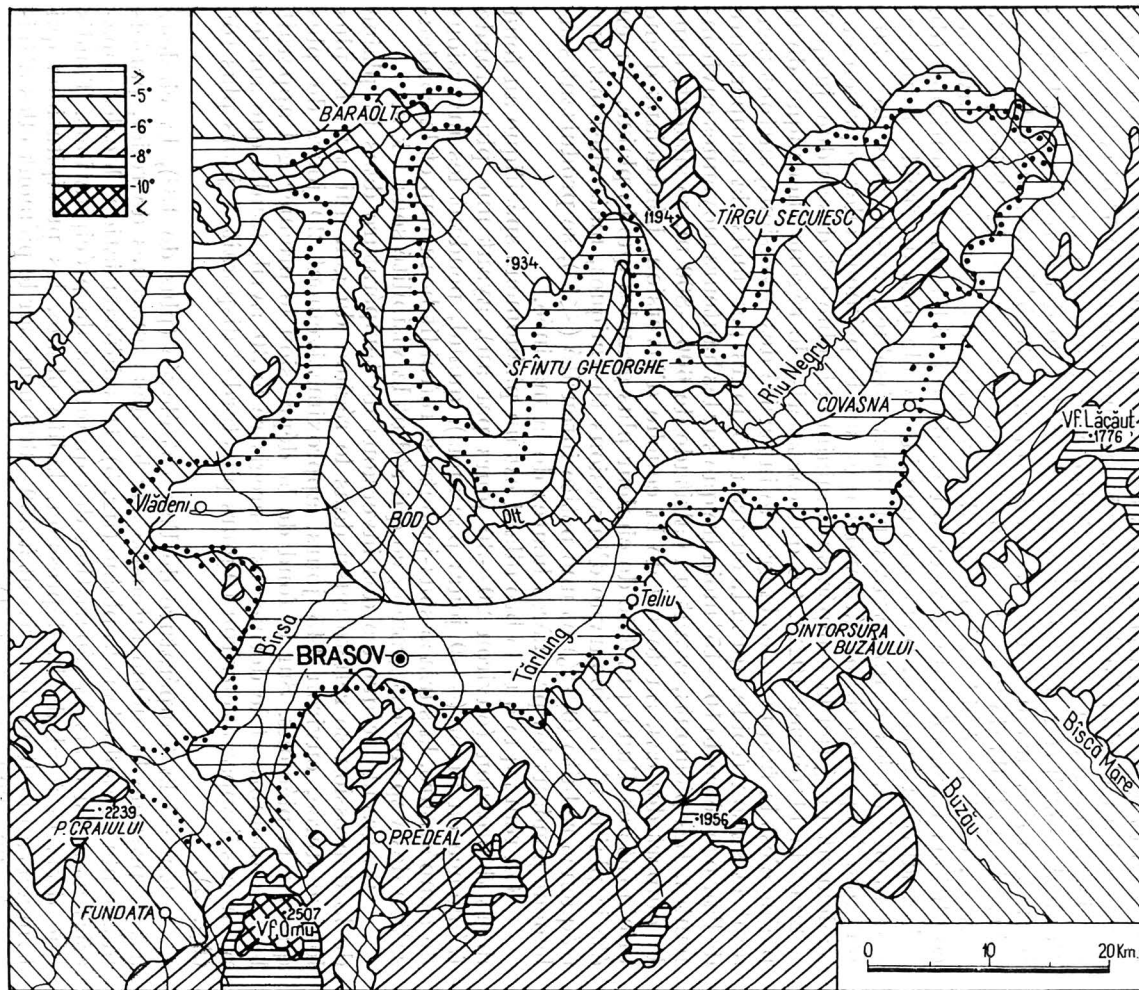 >
-5°
-6°
-8°
-10°
<
BARAOLT
1194
TÎRGU SECUIESC
934
SFÎNTU GHEORGHE
Rîu Negru
COVASNA
Vf. Lăcăuț
1776
Vlădeni
BOD
Olt
Teliu
INTORSURA
BUZĂULUI
Bîrsa
BRASOV
Tărlung
Bîsca Mare
Buzău
2239
P. CRAIULUI
1956
PREDEAL
FUNDATA
2507
Vf. Omu
0 10 20 Km.